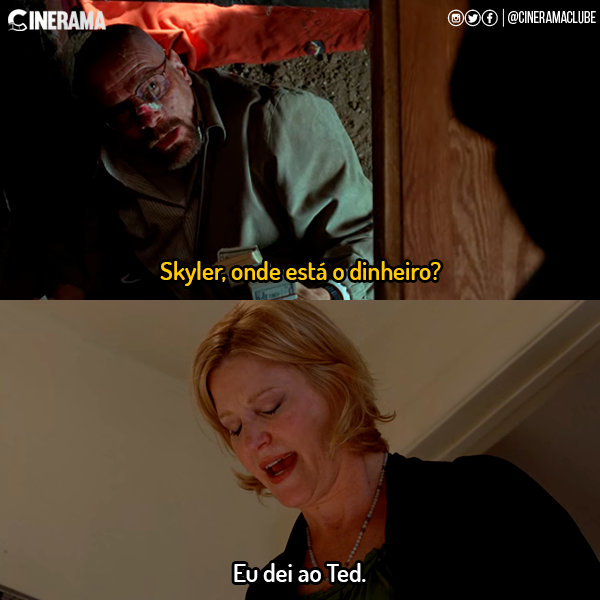 CINERAMA
| @CINERAMACLUBE
Skyler, onde está o dinheiro?
Eu dei ao Ted.